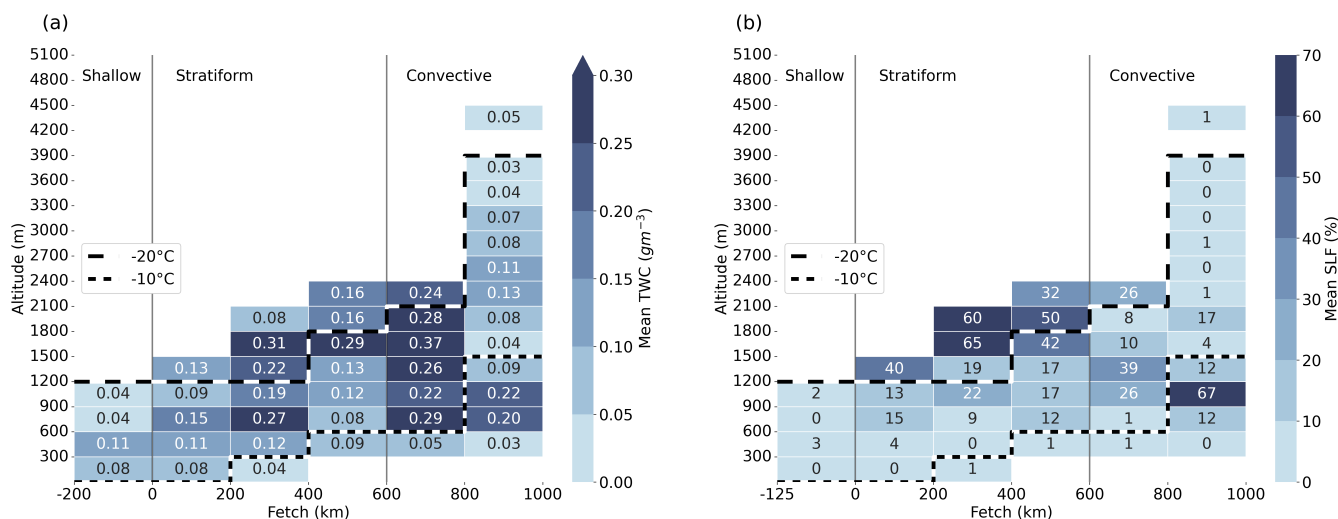 (a)
Shallow Stratiform Convective
5100
4800
4500
4200
3900
3600
3300
3000
2700
2400
2100
1800
1500
1200
900
600
300
Altitude (m)
-20°C
-10°C
0.05
0.03
0.04
0.07
0.08
0.11
0.16 0.24 0.13
0.08 0.16 0.28 0.08
0.31 0.29 0.37 0.04
0.13 0.22 0.13 0.26 0.09
0.04 0.09 0.19 0.12 0.22 0.22
0.04 0.15 0.27 0.08 0.29 0.20
0.11 0.11 0.12 0.09 0.05 0.03
0.08 0.08 0.04
-200 0 200 400 600 800 1000
Fetch (km)
0.30
0.20
0.15
0.10
0.05
0.00
Mean TWC (gm⁻³)
(b)
Shallow Stratiform Convective
5100
4800
4500
4200
3900
3600
3300
3000
2700
2400
2100
1800
1500
1200
900
600
300
Altitude (m)
-20°C
-10°C
1
0
0
0
1
0
32 26 1
60 50 8 17
65 42 10 4
40 19 17 39 12
2 13 22 17 26 67
0 15 9 12 1 12
3 4 0 1 1 0
0 0 1
-125 0 200 400 600 800 1000
Fetch (km)
70
60
50
40
30
20
10
0
Mean SLF (%)